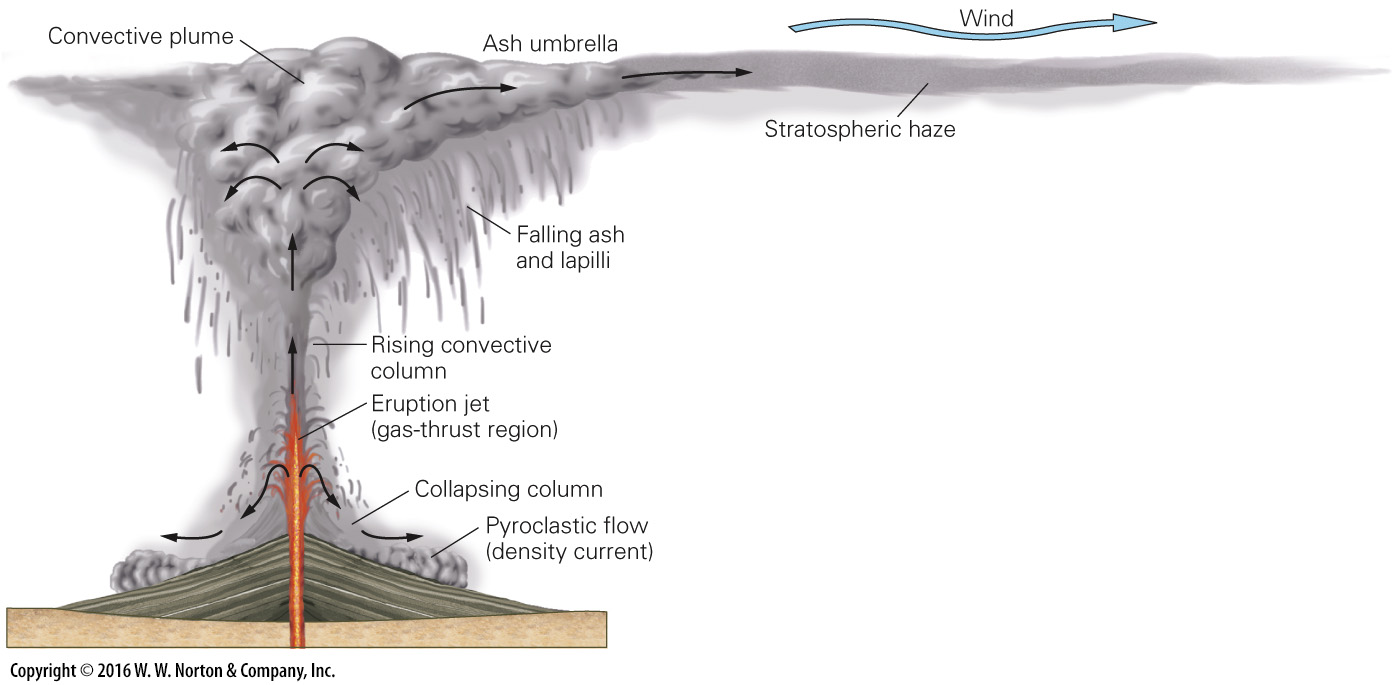 Convective plume
Ash umbrella
Wind
Stratospheric haze
Falling ash
and lapilli
Rising convective
column
Eruption jet
(gas-thrust region)
Collapsing column
Pyroclastic flow
(density current)
Copyright © 2016 W. W. Norton & Company, Inc.